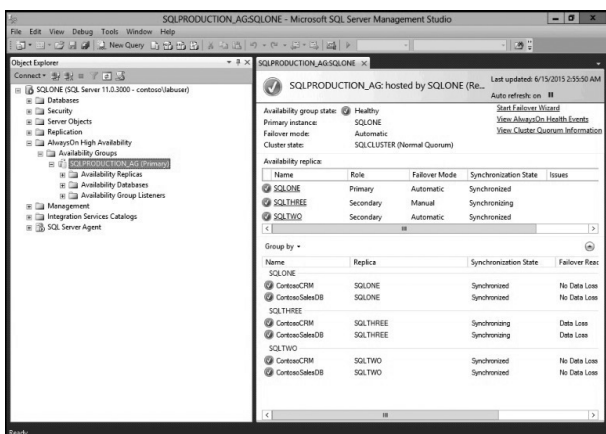 SQLPRODUCTION_AG:SQLONE - Microsoft SQL Server Management Studio
File Edit View Debug Tools Window Help
New Query
Object Explorer
Connect
SQLONE (SQL Server 11.0.3000 - contoso\labuser)
Databases
Security
Server Objects
Replication
AlwaysOn High Availability
Availability Groups
SQLPRODUCTION_AG (Primary)
Availability Replicas
Availability Databases
Availability Group Listeners
Management
Integration Services Catalogs
SQL Server Agent
SQLPRODUCTION_AG:SQLONE
SQLPRODUCTION_AG: hosted by SQLONE (Re...
Last updated: 6/15/2015 2:55:50 AM
Auto refresh: on
Availability group state: Healthy
Primary instance: SQLONE
Failover mode: Automatic
Cluster state: SQLCLUSTER (Normal Quorum)
Start Failover Wizard
View AlwaysOn Health Events
View Cluster Quorum Information
Availability replica:
Name Role Failover Mode Synchronization State Issues
SQLONE Primary Automatic Synchronized
SQLTHREE Secondary Manual Synchronizing
SQLTWO Secondary Automatic Synchronized
Group by
Name Replica Synchronization State Failover Reac
SQLONE
ContosoCRM SQLONE Synchronized No Data Loss
ContosoSalesDB SQLONE Synchronized No Data Loss
SQLTHREE
ContosoCRM SQLTHREE Synchronizing Data Loss
ContosoSalesDB SQLTHREE Synchronizing Data Loss
SQLTWO
ContosoCRM SQLTWO Synchronized No Data Loss
ContosoSalesDB SQLTWO Synchronized No Data Loss
Ready